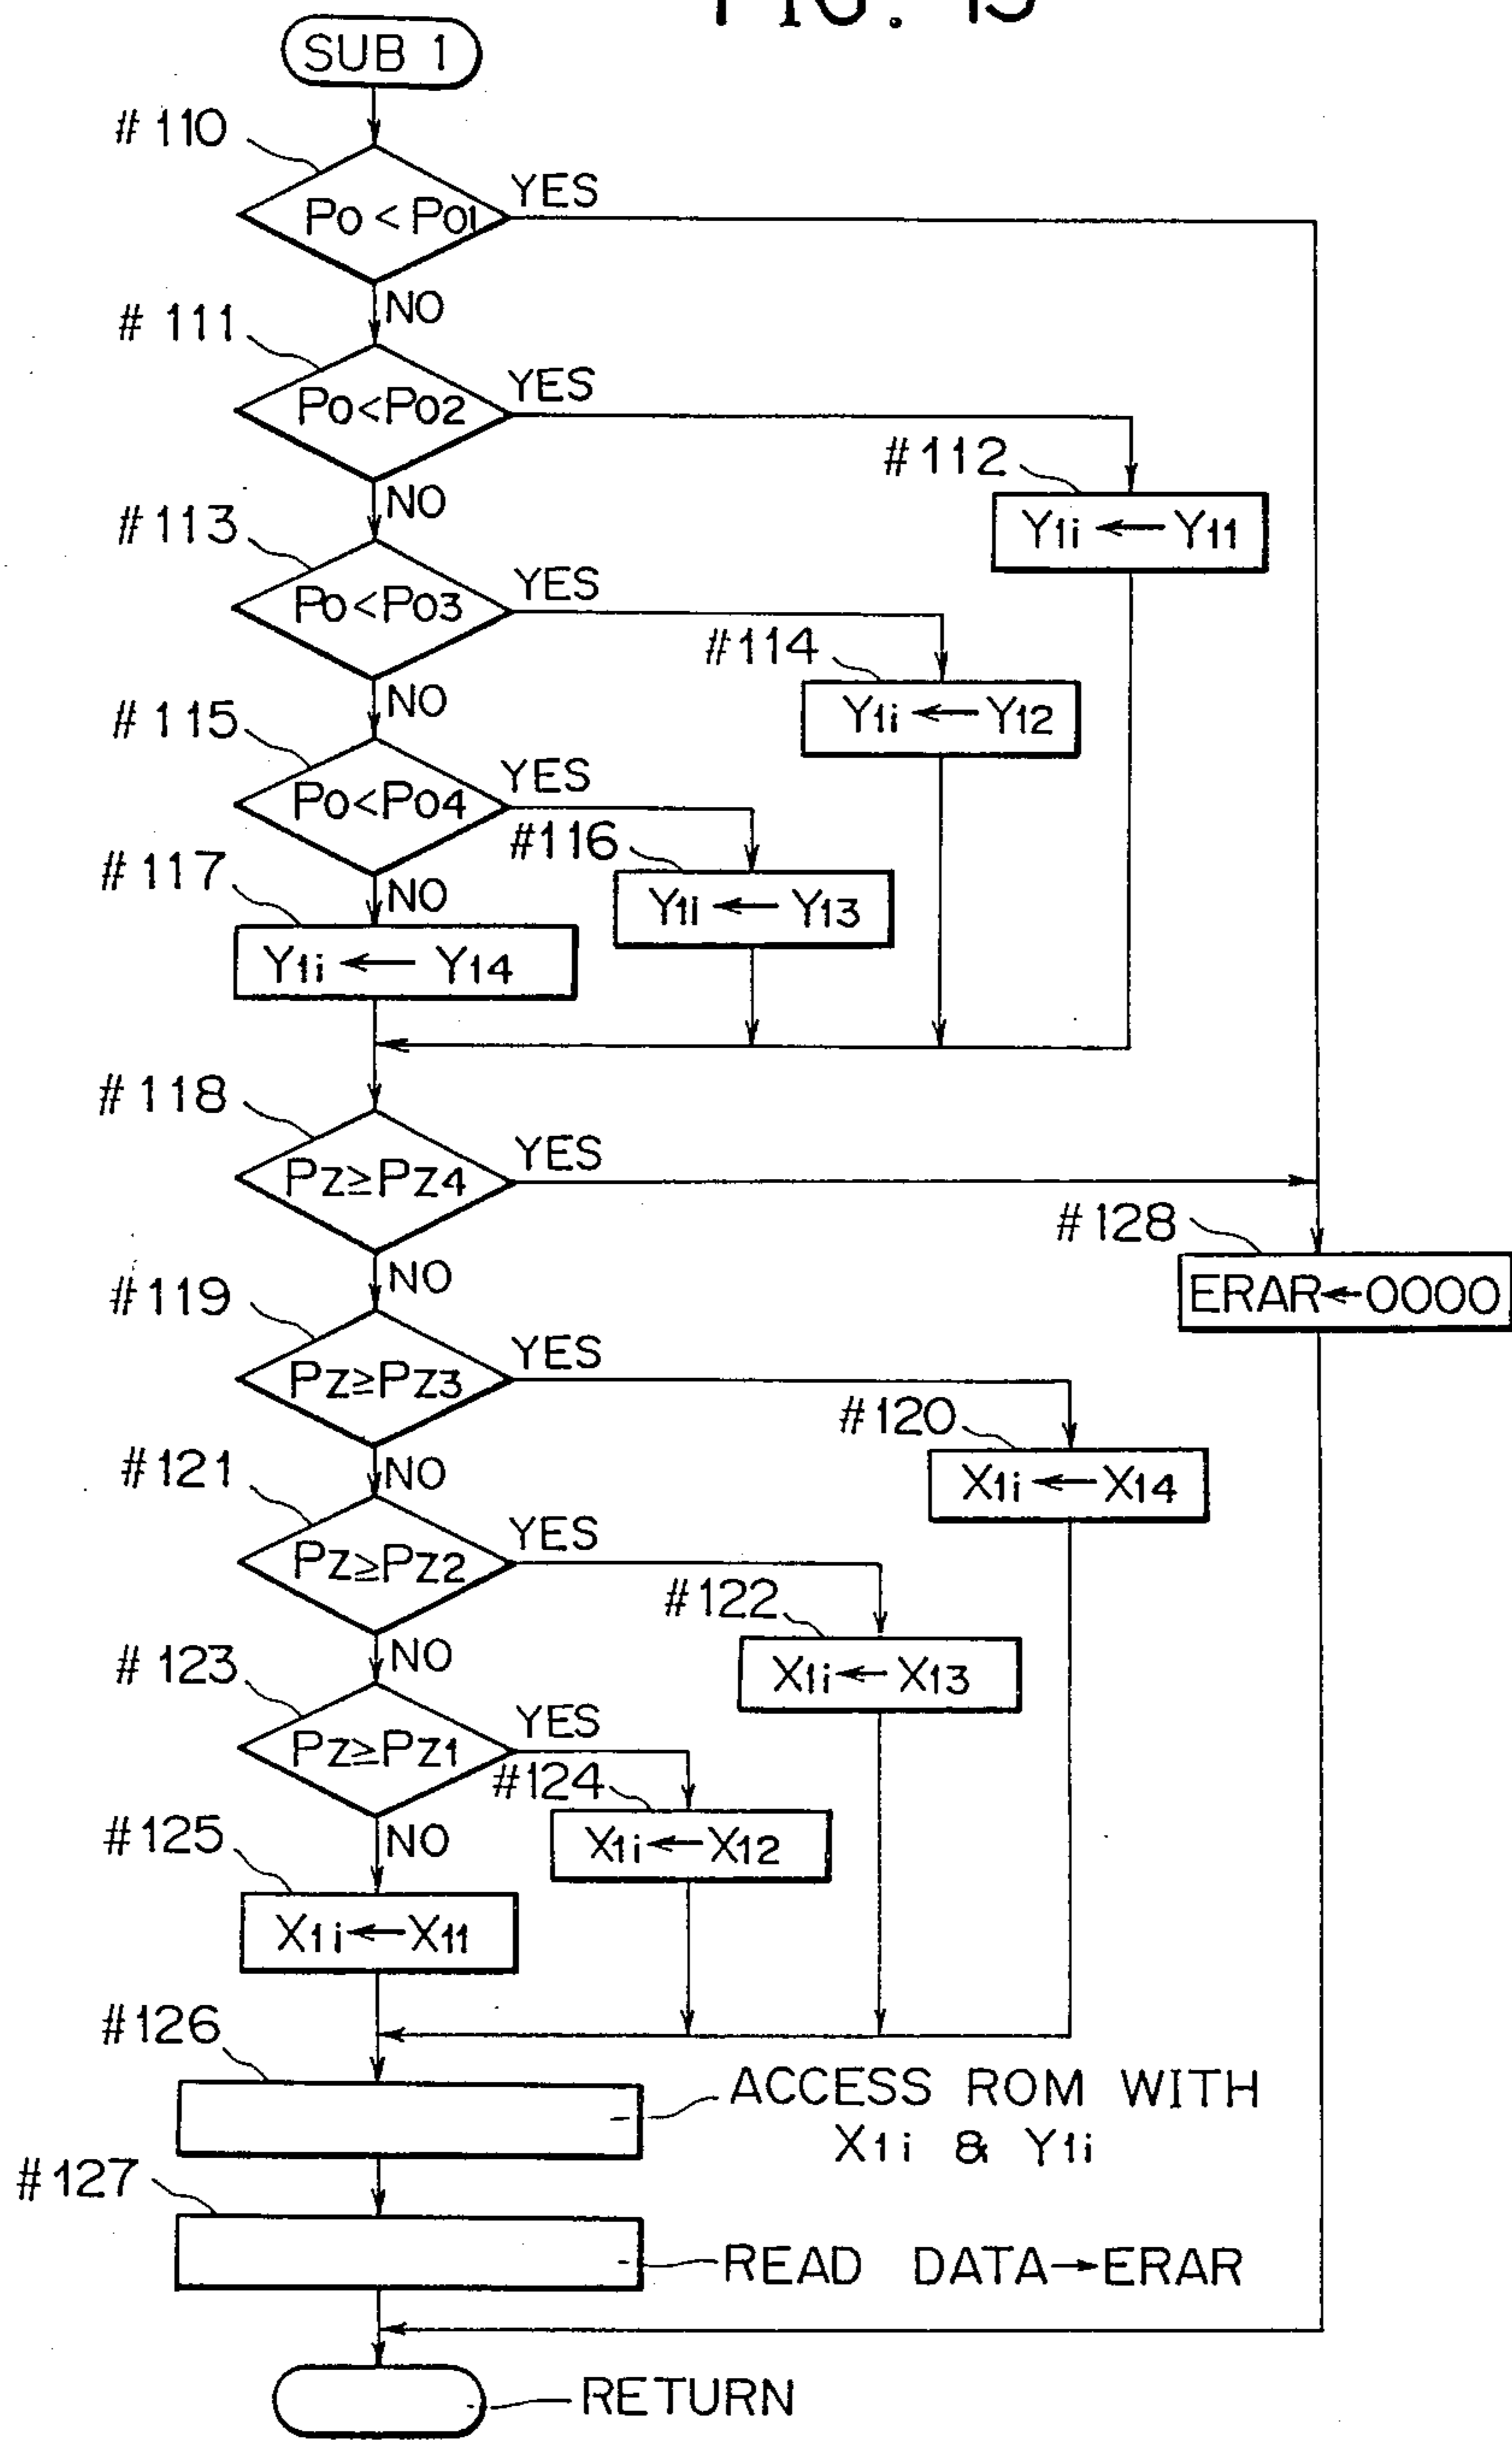 SUB 1
#110
Po < Po1
YES
NO
#111
Po<Po2
YES
NO
#112
Y1i ← Y11
#113
Po<Po3
YES
NO
#114
Y1i ← Y12
#115
Po<Po4
YES
NO
#116
Y1i ← Y13
#117
Y1i ← Y14
#118
Pz≥Pz4
YES
NO
#128
ERAR←0000
#119
Pz≥Pz3
YES
NO
#120
X1i ← X14
#121
Pz≥Pz2
YES
NO
#122
X1i ← X13
#123
Pz≥Pz1
YES
NO
#124
X1i ← X12
#125
X1i ← X11
#126
ACCESS ROM WITH
X1i & Y1i
#127
READ DATA→ERAR
RETURN